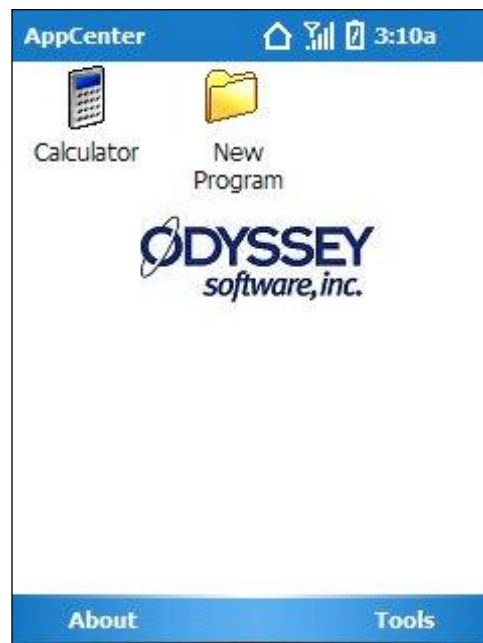 AppCenter 3:10a
Calculator
New
Program
ODYSSEY
software, inc.
About Tools